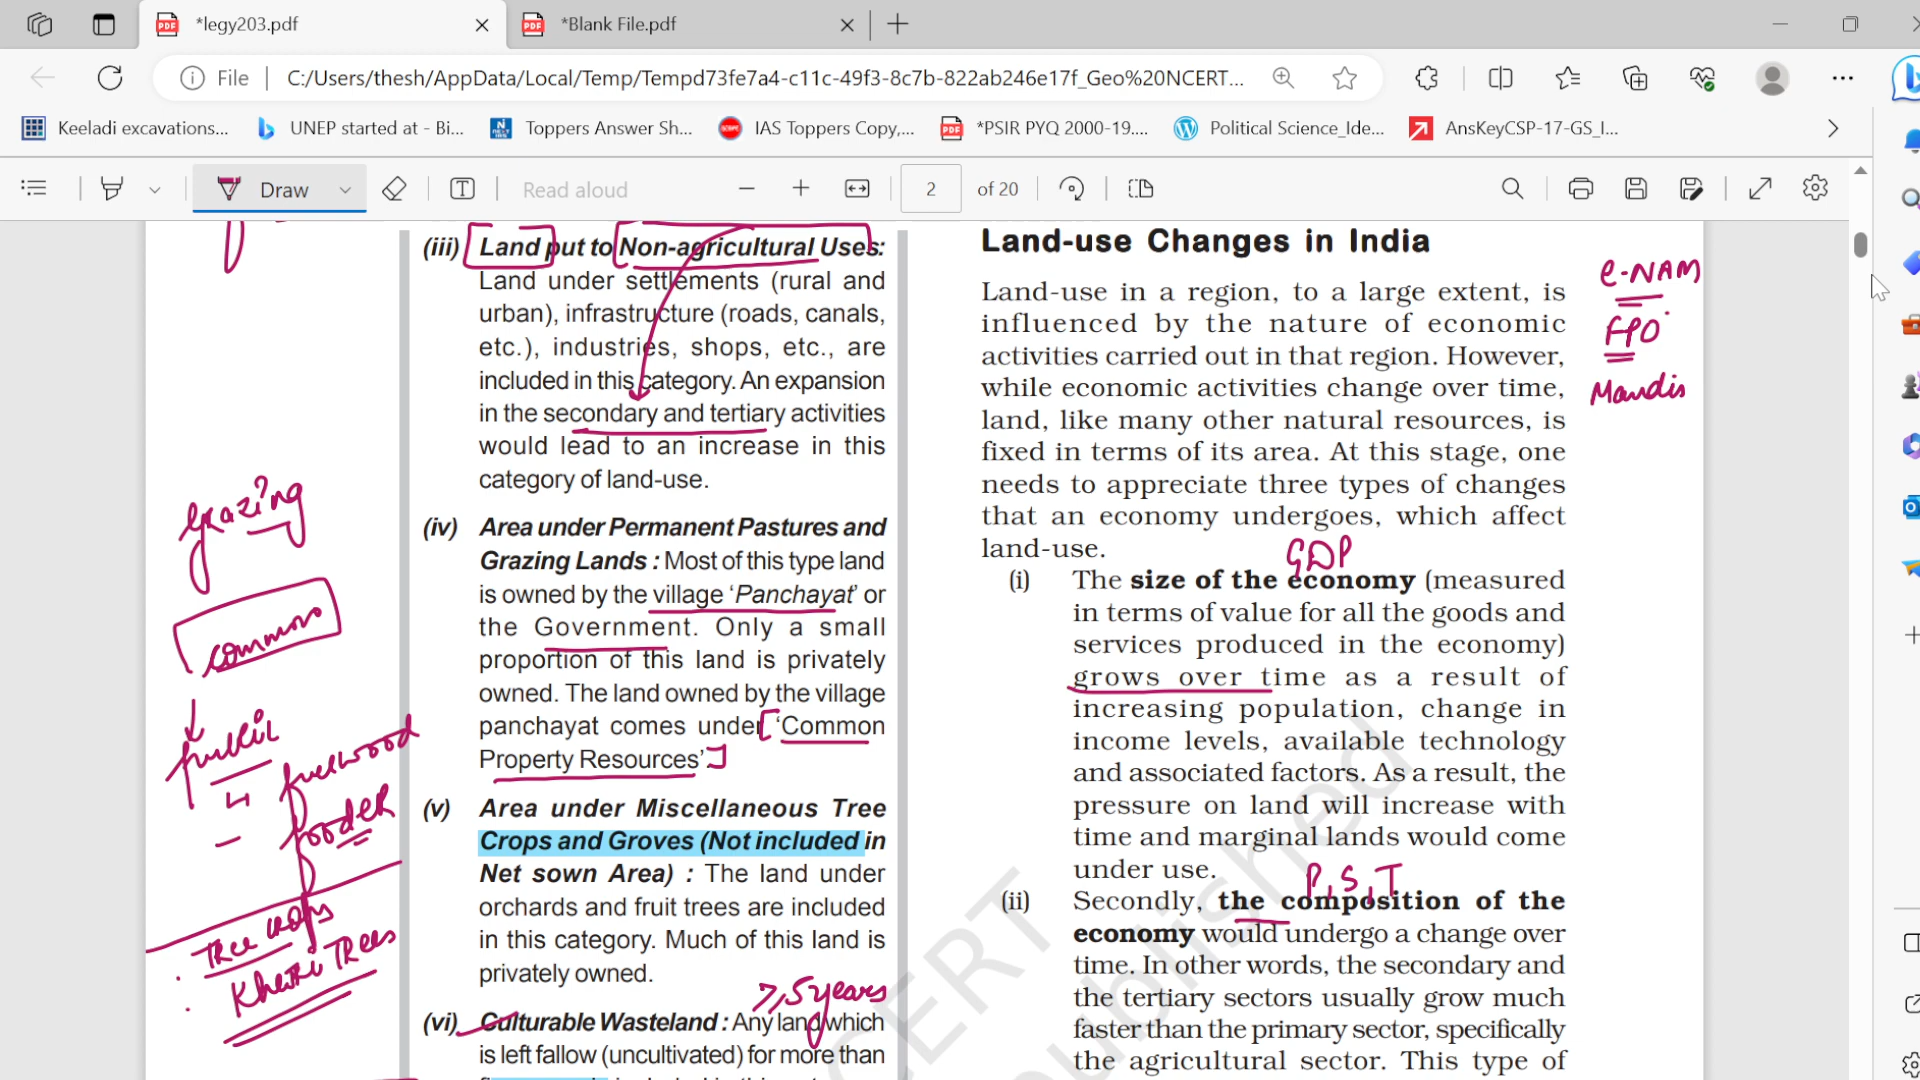 *legy203.pdf
*Blank File.pdf
File
C:/Users/thesh/AppData/Local/Temp/Tempd73fe7a4-c11c-49f3-8c7b-822ab246e17f_Geo%20NCERT...
Keeladi excavations...
UNEP started at - Bi...
Toppers Answer Sh...
IAS Toppers Copy,...
*PSIR PYQ 2000-19....
Political Science_Ide...
AnsKeyCSP-17-GS_I...
Draw
Read aloud
2
of 20
(iii) Land put to Non-agricultural Uses:
Land under settlements (rural and
urban), infrastructure (roads, canals,
etc.), industries, shops, etc., are
included in this category. An expansion
in the secondary and tertiary activities
would lead to an increase in this
category of land-use.
grazing
common
fuelwood
fooder
Tree crops
Khejri Trees
(iv) Area under Permanent Pastures and
Grazing Lands : Most of this type land
is owned by the village ‘Panchayat’ or
the Government. Only a small
proportion of this land is privately
owned. The land owned by the village
panchayat comes under ‘Common
Property Resources’.
(v) Area under Miscellaneous Tree
Crops and Groves (Not included in
Net sown Area) : The land under
orchards and fruit trees are included
in this category. Much of this land is
privately owned.
≥5 years
(vi) Culturable Wasteland : Any land which
is left fallow (uncultivated) for more than
Land-use Changes in India
Land-use in a region, to a large extent, is
influenced by the nature of economic
activities carried out in that region. However,
while economic activities change over time,
land, like many other natural resources, is
fixed in terms of its area. At this stage, one
needs to appreciate three types of changes
that an economy undergoes, which affect
land-use.
e-NAM
FPO
Mandis
GDP
(i) The size of the economy (measured
in terms of value for all the goods and
services produced in the economy)
grows over time as a result of
increasing population, change in
income levels, available technology
and associated factors. As a result, the
pressure on land will increase with
time and marginal lands would come
under use.
P, S, T
(ii) Secondly, the composition of the
economy would undergo a change over
time. In other words, the secondary and
the tertiary sectors usually grow much
faster than the primary sector, specifically
the agricultural sector. This type of